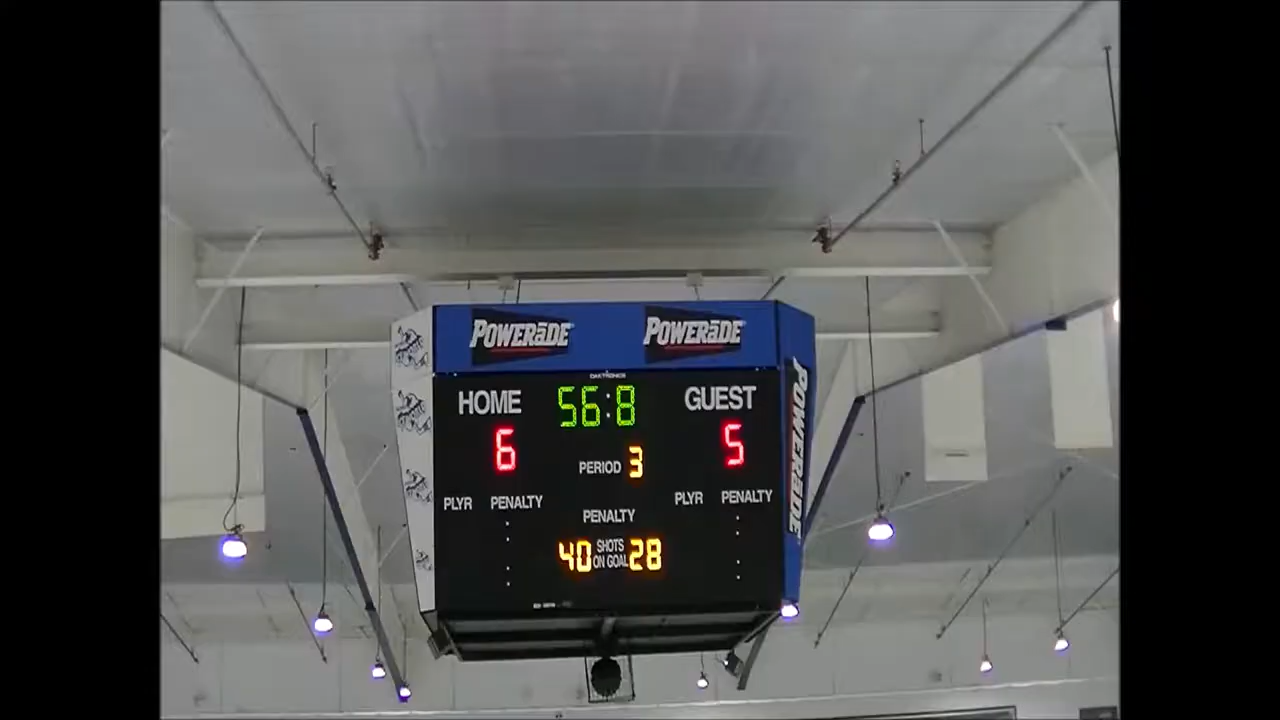 POWERADE POWERADE
DAKTRONICS
HOME 56:8 GUEST
6 5
PERIOD 3
PLYR PENALTY PLYR PENALTY
PENALTY
40 SHOTS ON GOAL 28
POWERADE